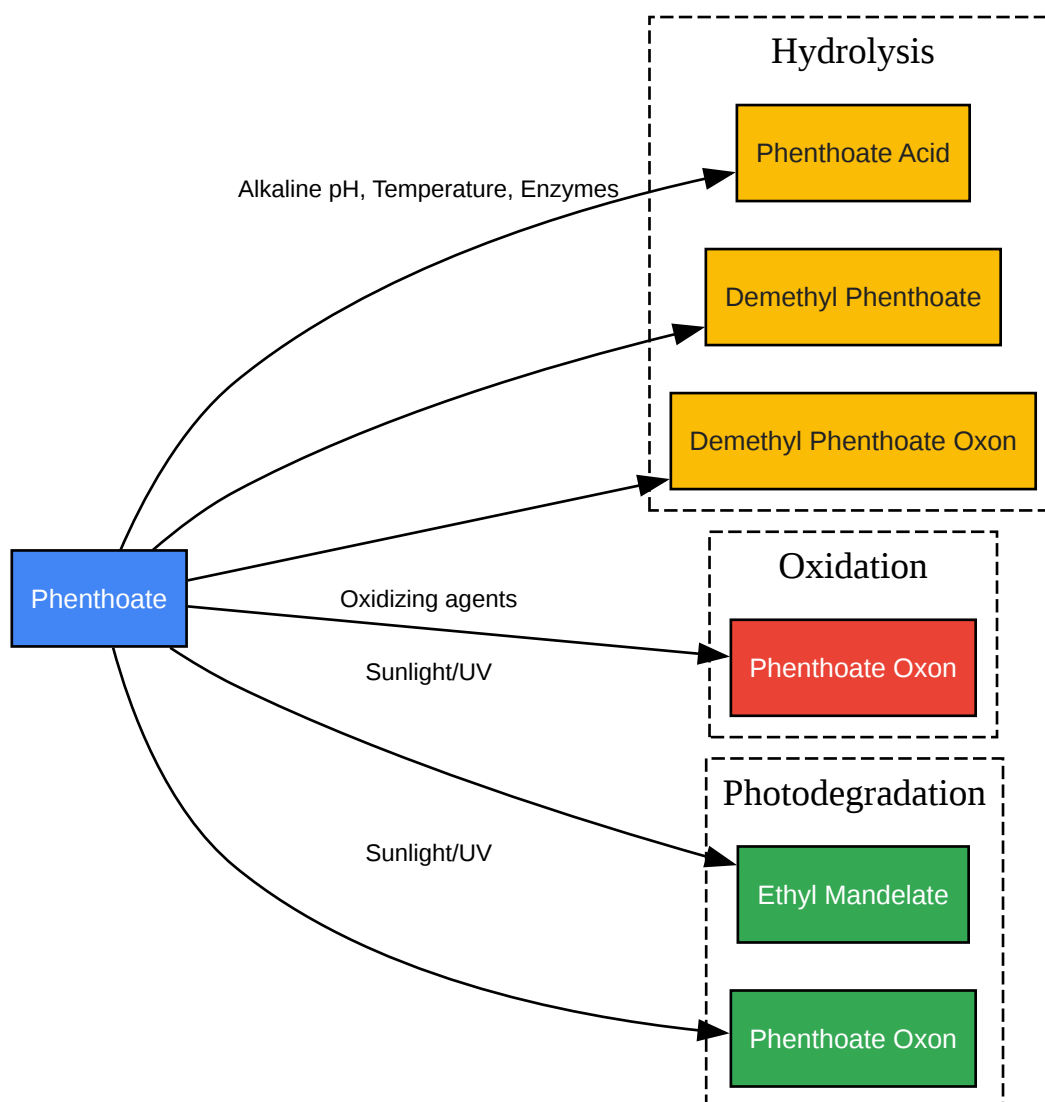 Hydrolysis
Phenthoate Acid
Alkaline pH, Temperature, Enzymes
Demethyl Phenthoate
Demethyl Phenthoate Oxon
Oxidation
Phenthoate
Oxidizing agents
Phenthoate Oxon
Sunlight/UV
Photodegradation
Sunlight/UV
Ethyl Mandelate
Phenthoate Oxon